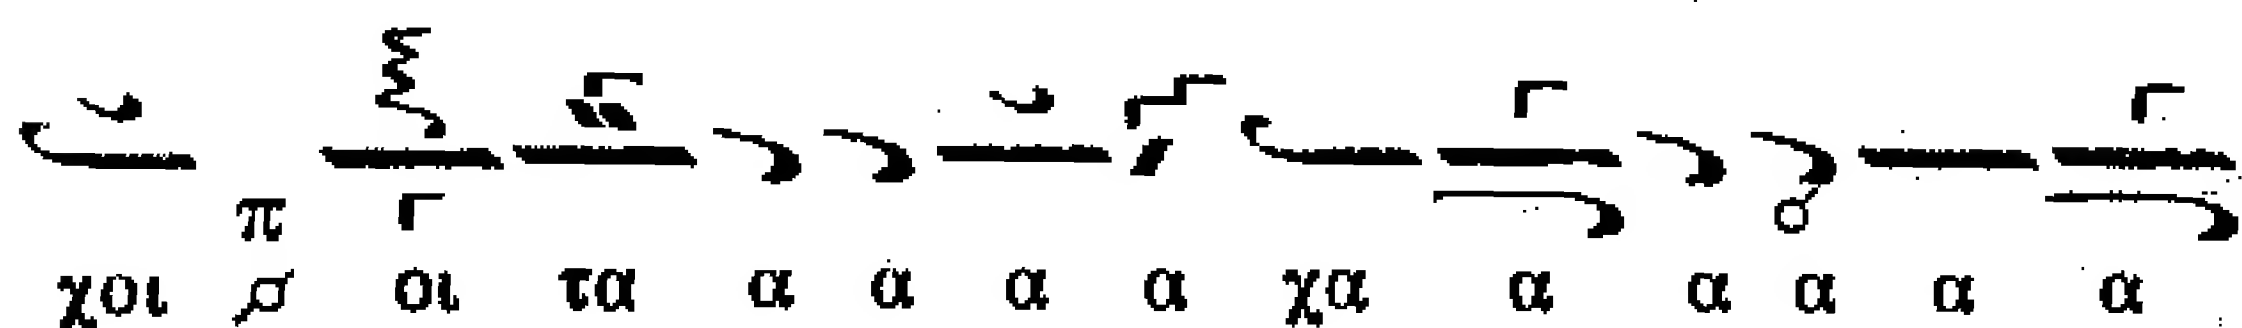 χοι π οι τα α α α α χα α α α α α